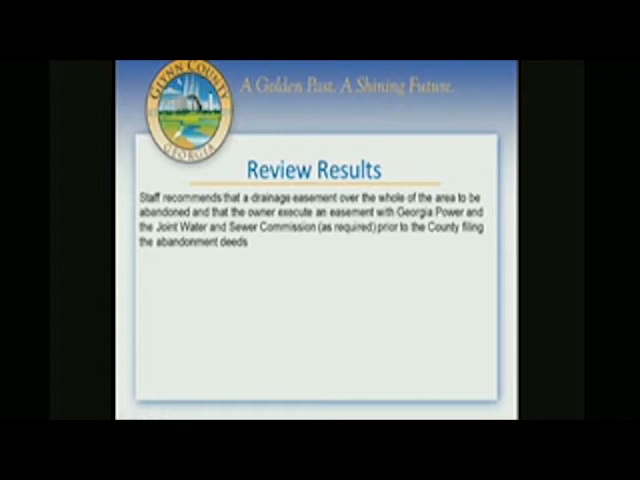 GLYNN COUNTY
GEORGIA
A Golden Past. A Shining Future.
Review Results
Staff recommends that a drainage easement over the whole of the area to be
abandoned and that the owner execute an easement with Georgia Power and
the Joint Water and Sewer Commission (as required) prior to the County filing
the abandonment deeds